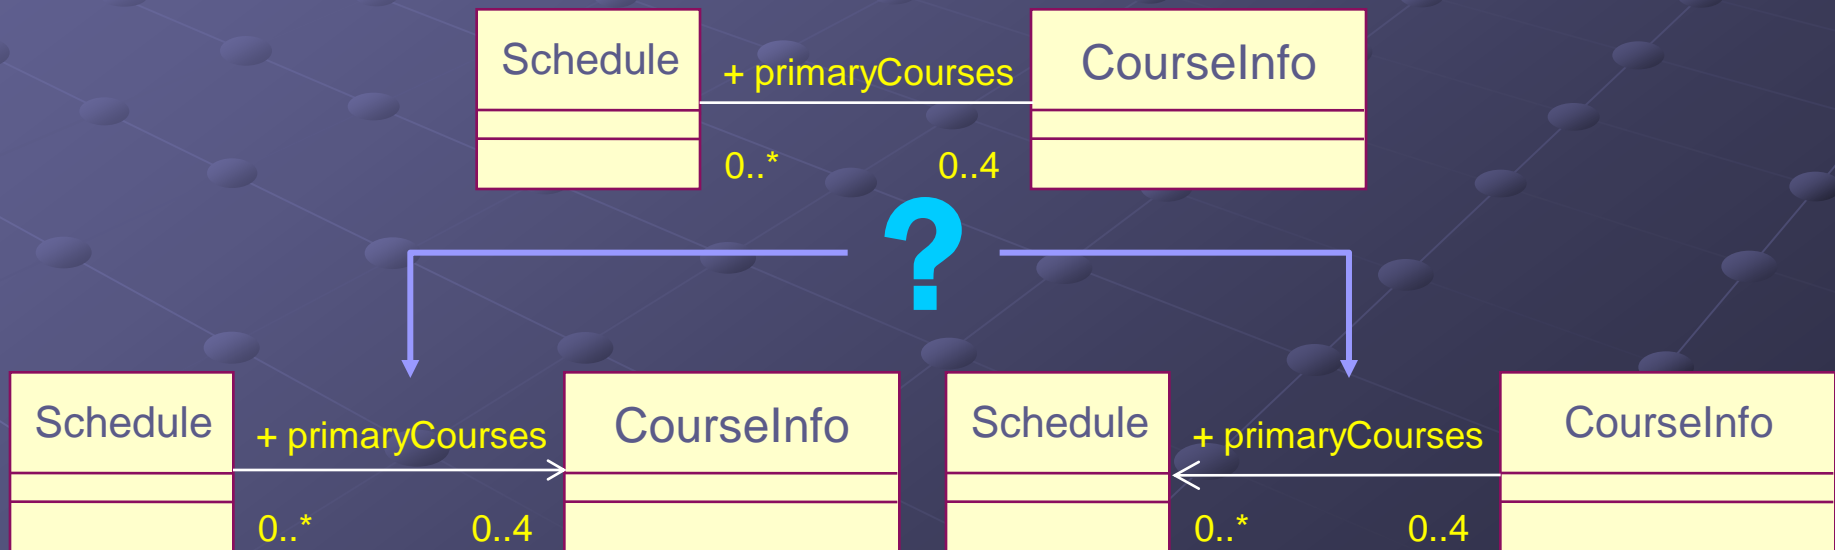 Schedule
+ primaryCourses
CourseInfo
0..*
0..4
?
Schedule
+ primaryCourses
CourseInfo
0..*
0..4
Schedule
+ primaryCourses
CourseInfo
0..*
0..4